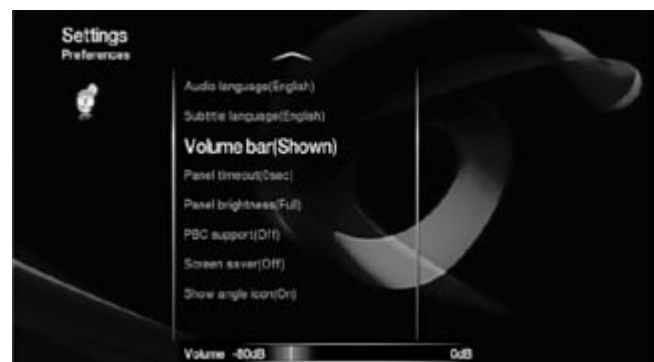 Settings
Preferences
Audio language(English)
Subtitle language(English)
Volume bar(Shown)
Panel timeout(0sec)
Panel brightness(Full)
PBC support(Off)
Screen saver(Off)
Show angle icon(On)
Volume -80dB 0dB